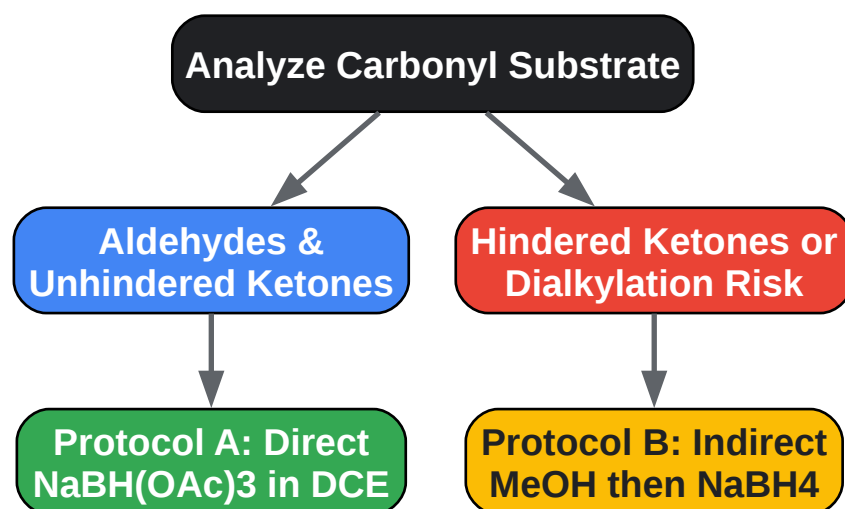 Analyze Carbonyl Substrate
Aldehydes &
Unhindered Ketones
Hindered Ketones or
Dialkylation Risk
Protocol A: Direct
NaBH(OAc)3 in DCE
Protocol B: Indirect
MeOH then NaBH4